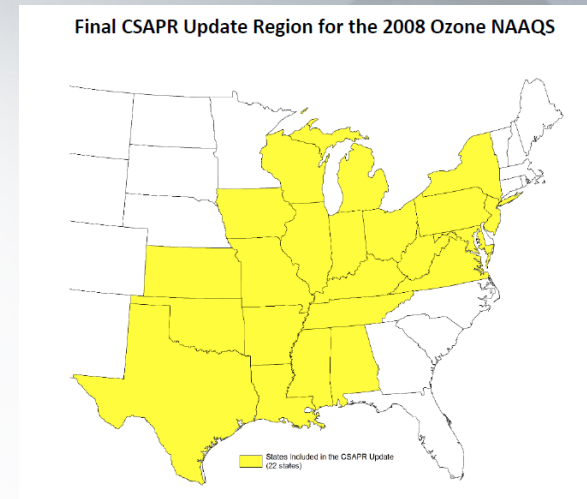 Final CSAPR Update Region for the 2008 Ozone NAAQS
States Included in the CSAPR Update
(22 states)